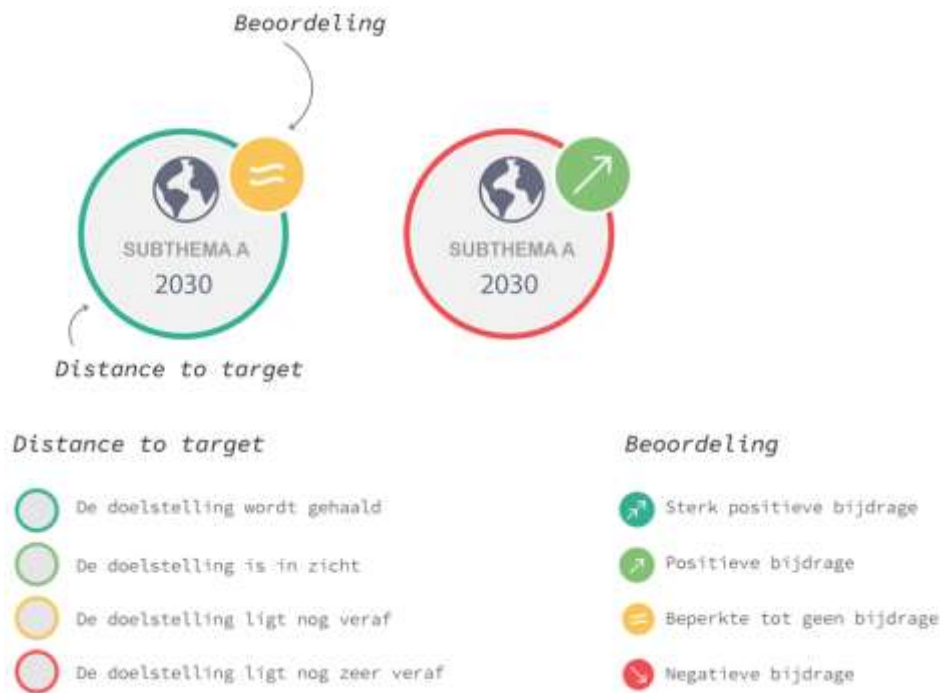 Beoordeling
SUBTHEMA A
2030
SUBTHEMA A
2030
Distance to target
Distance to target
De doelstelling wordt gehaald
De doelstelling is in zicht
De doelstelling ligt nog veraf
De doelstelling ligt nog zeer veraf
Beoordeling
Sterk positieve bijdrage
Positieve bijdrage
Beperkte tot geen bijdrage
Negatieve bijdrage